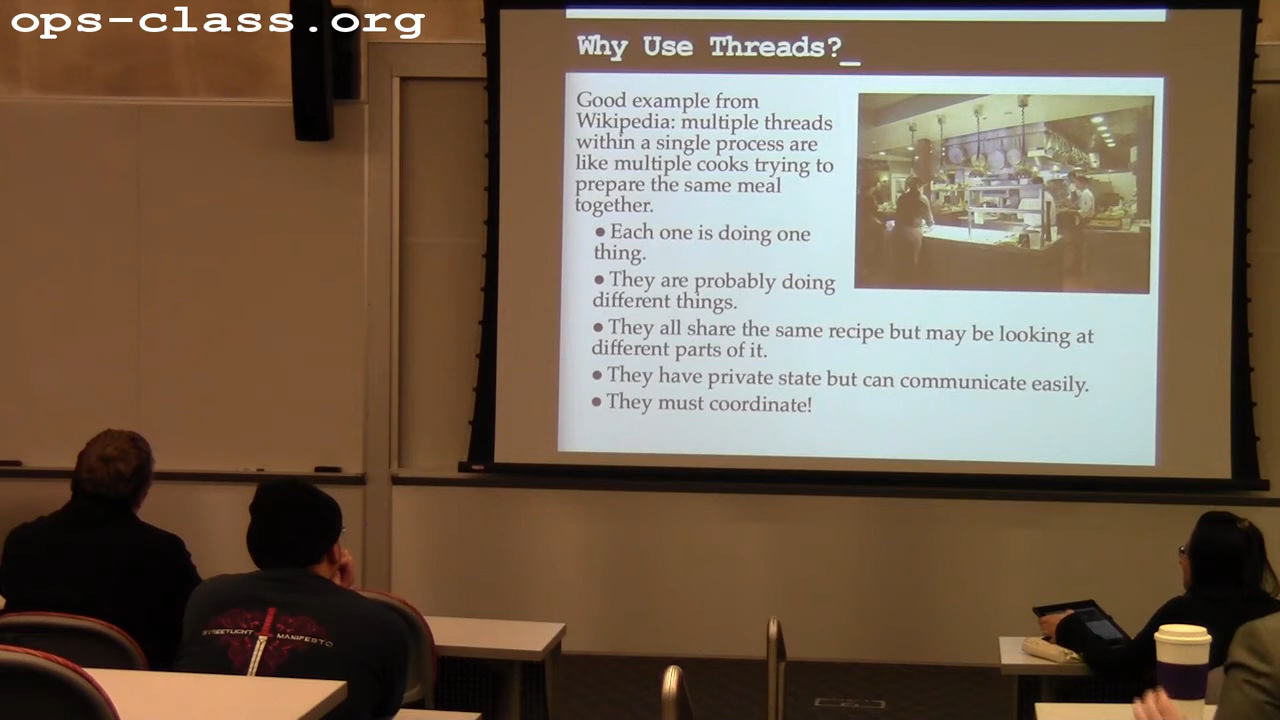 ops-class.org
Why Use Threads?_
Good example from
Wikipedia: multiple threads
within a single process are
like multiple cooks trying to
prepare the same meal
together.
● Each one is doing one
thing.
● They are probably doing
different things.
● They all share the same recipe but may be looking at
different parts of it.
● They have private state but can communicate easily.
● They must coordinate!
STREETLIGHT MANIFESTO